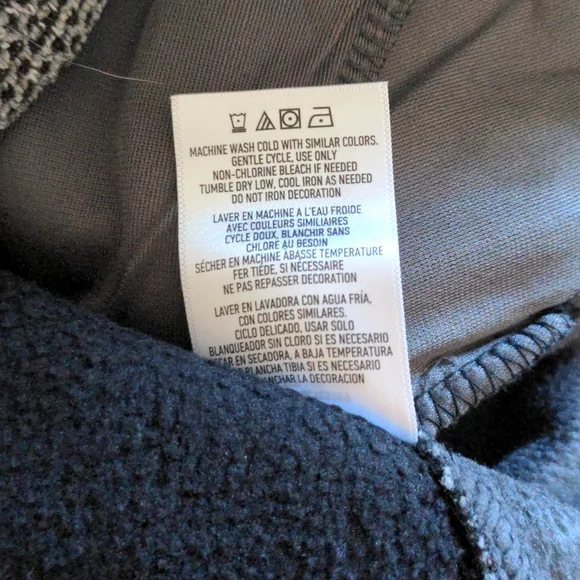 MACHINE WASH COLD WITH SIMILAR COLORS.
GENTLE CYCLE, USE ONLY
NON-CHLORINE BLEACH IF NEEDED
TUMBLE DRY LOW, COOL IRON AS NEEDED
DO NOT IRON DECORATION
LAVER EN MACHINE A L'EAU FROIDE
AVEC COULEURS SIMILIAIRES
CYCLE DOUX, BLANCHIR SANS
CHLORE AU BESOIN
SÉCHER EN MACHINE ÀBASSE TEMPERATURE
FER TIÈDE, SI NÉCESSAIRE
NE PAS REPASSER DECORATION
LAVER EN LAVADORA CON AGUA FRÍA,
CON COLORES SIMILARES.
CICLO DELICADO, USAR SOLO
BLANQUEADOR SIN CLORO SI ES NECESARIO
CAR EN SECADORA, A BAJA TEMPERATURA
PLANCHA TIBIA SI ES NECESARIO
ANCHAR LA DECORACION